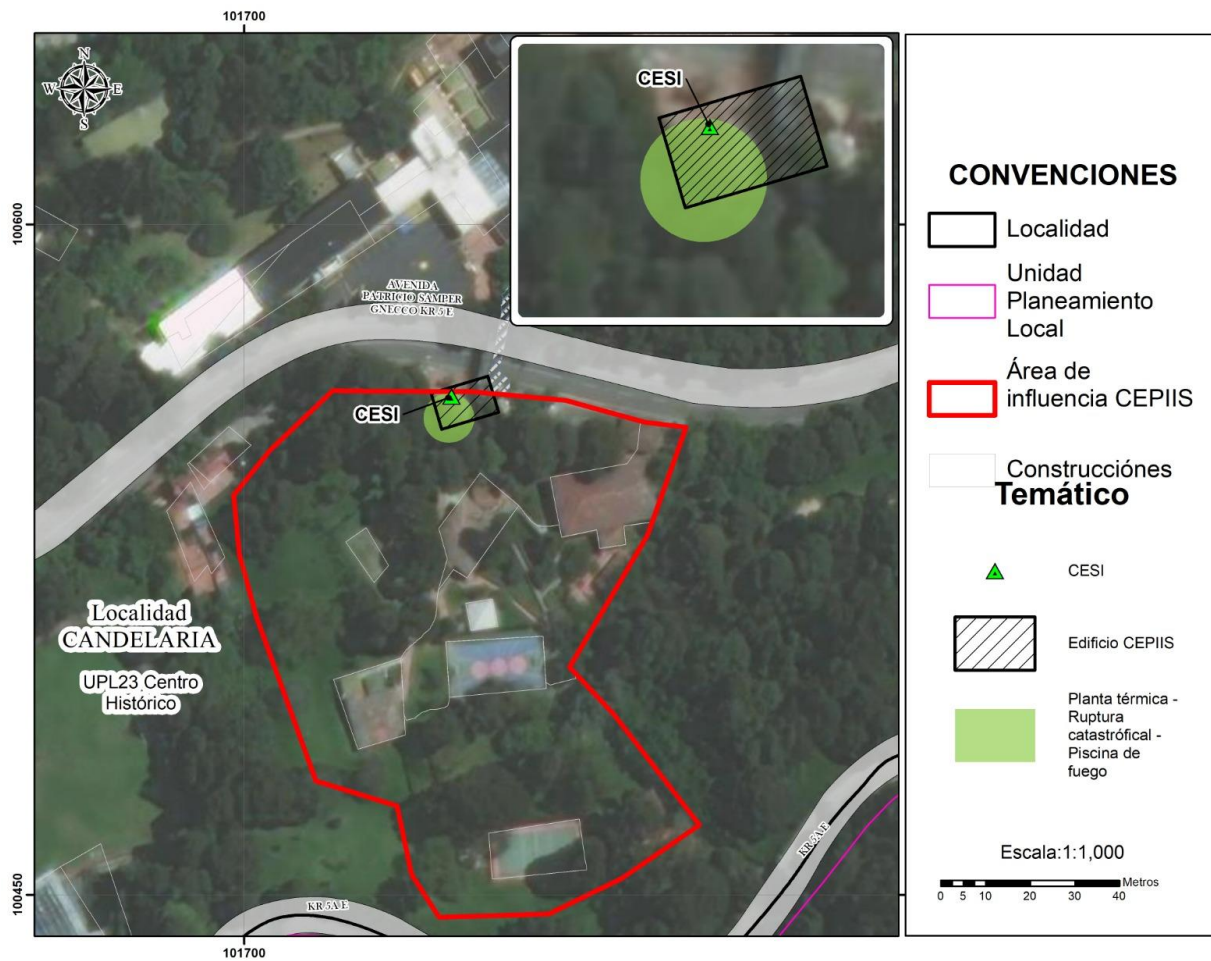 101700
N
W
E
S
100600
CESI
AVENIDA
PATRICIO SAMPER
GNECCO KR 5 E
CESI
Localidad
CANDELARIA
UPL23 Centro
Histórico
KR 5A E
KR 5A E
100450
101700
CONVENCIONES
Localidad
Unidad
Planeamiento
Local
Área de
influencia CEPIIS
Construcciónes
Temático
CESI
Edificio CEPIIS
Planta térmica -
Ruptura
catastrófical -
Piscina de
fuego
Escala:1:1,000
Metros
0 5 10 20 30 40